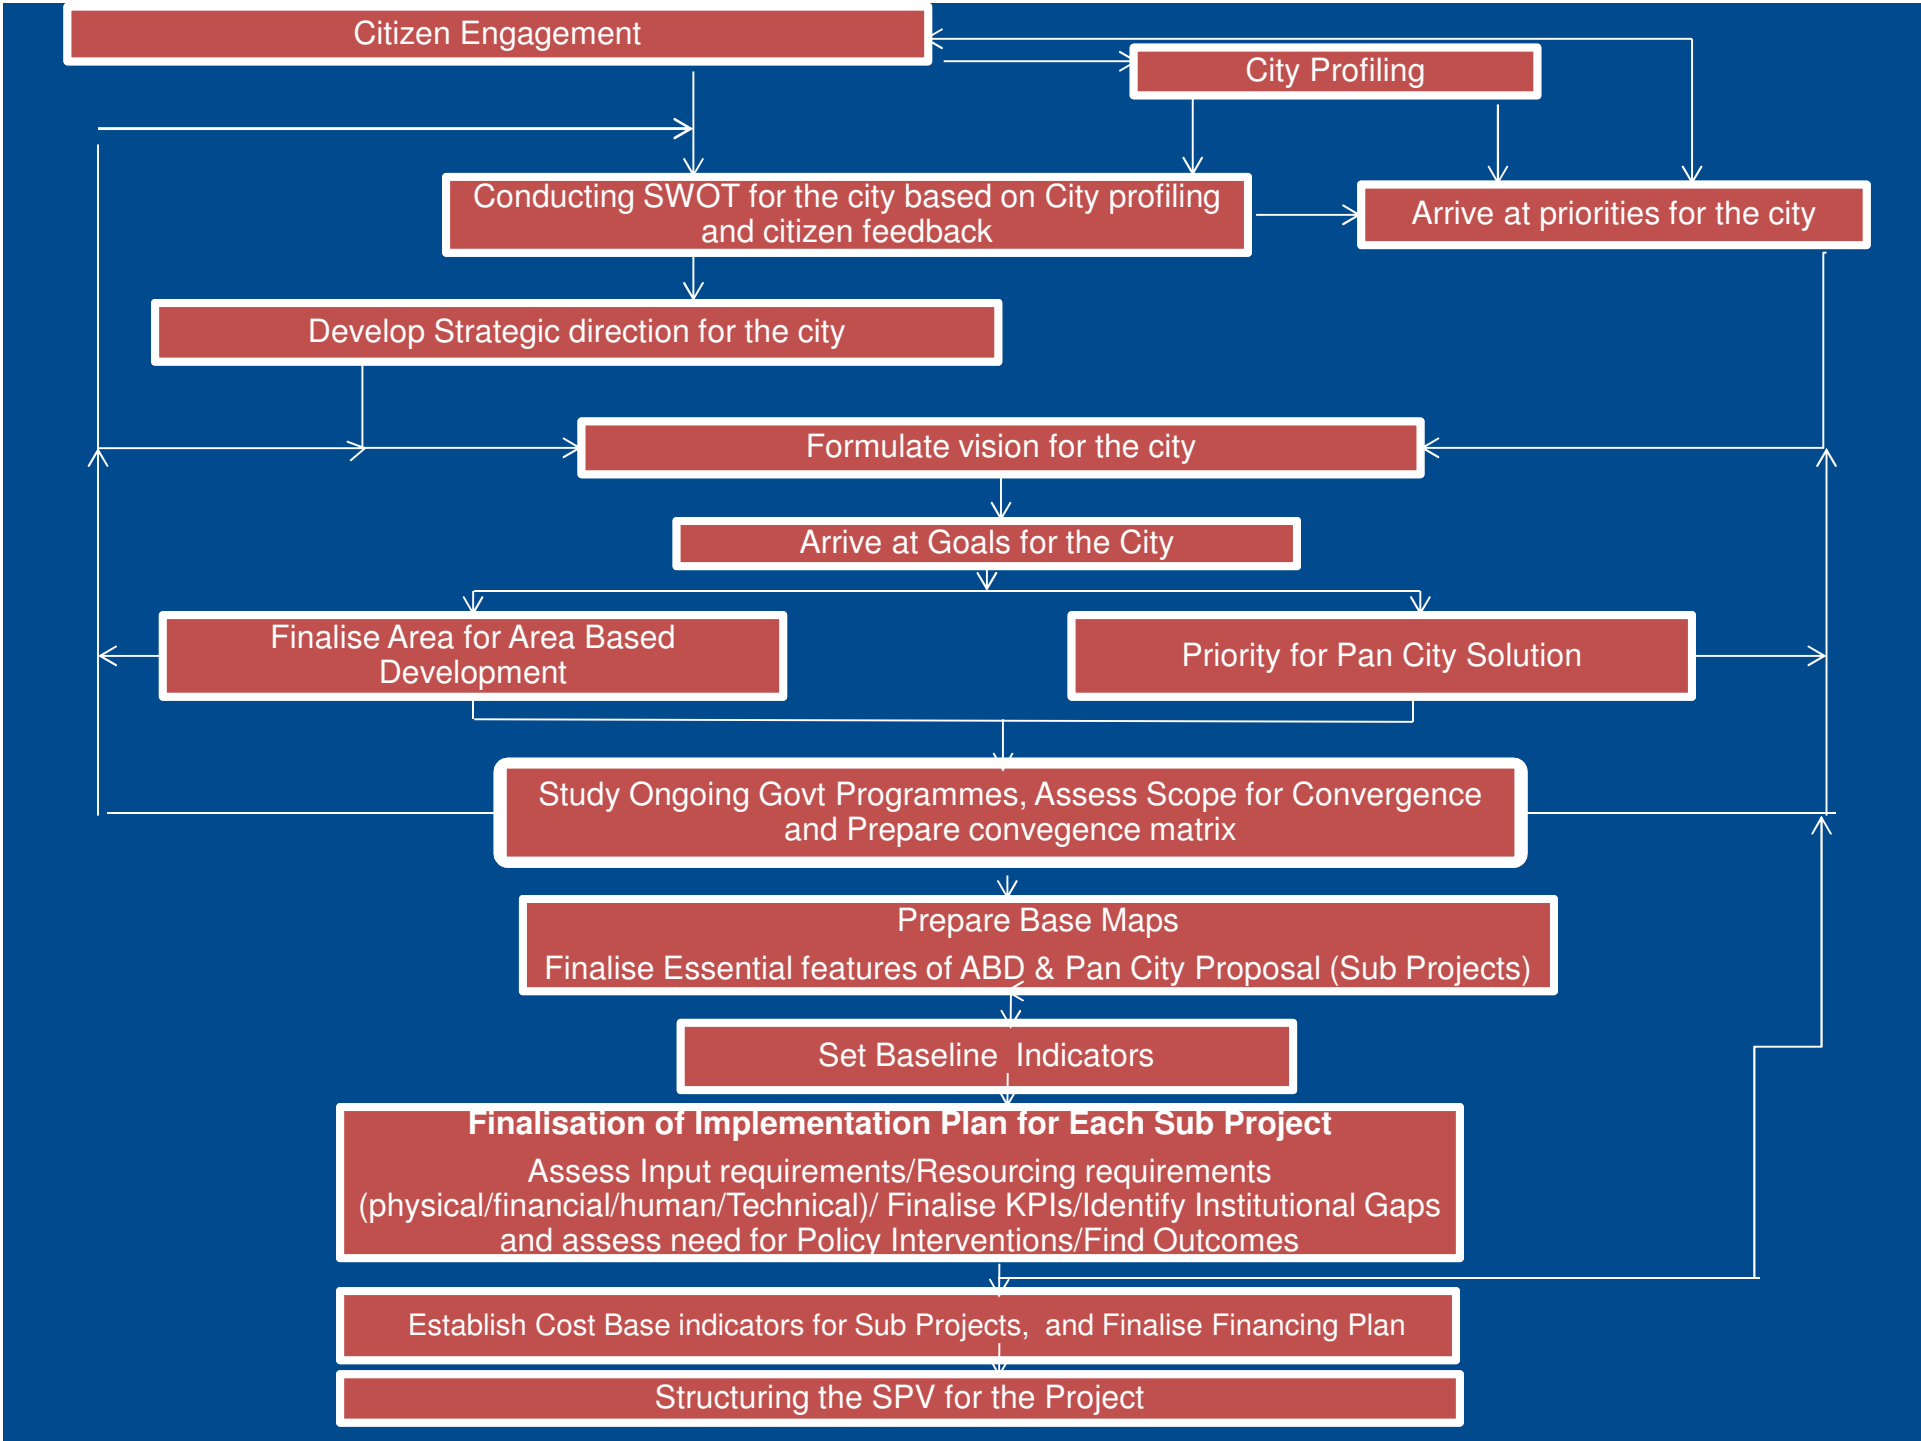 Citizen Engagement
City Profiling
Conducting SWOT for the city based on City profiling
and citizen feedback
Arrive at priorities for the city
Develop Strategic direction for the city
Formulate vision for the city
Arrive at Goals for the City
Finalise Area for Area Based
Development
Priority for Pan City Solution
Study Ongoing Govt Programmes, Assess Scope for Convergence
and Prepare convegence matrix
Prepare Base Maps
Finalise Essential features of ABD & Pan City Proposal (Sub Projects)
Set Baseline  Indicators
Finalisation of Implementation Plan for Each Sub Project
Assess Input requirements/Resourcing requirements
(physical/financial/human/Technical)/ Finalise KPIs/Identify Institutional Gaps
and assess need for Policy Interventions/Find Outcomes
Establish Cost Base indicators for Sub Projects,  and Finalise Financing Plan
Structuring the SPV for the Project